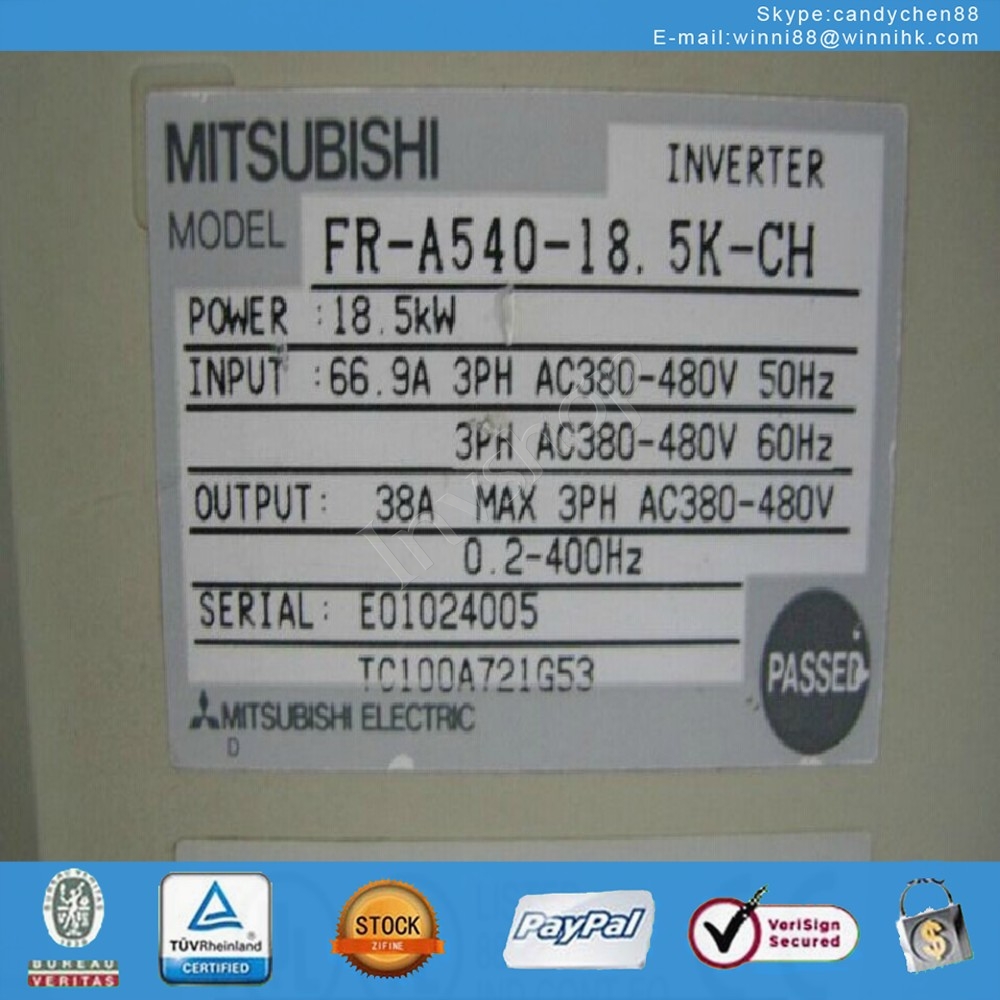 Skype:candychen88
E-mail:winni88@winnihk.com
MITSUBISHI
INVERTER
MODEL FR-A540-18.5K-CH
POWER :18.5kW
INPUT :66.9A 3PH AC380-480V 50Hz
3PH AC380-480V 60Hz
OUTPUT: 38A MAX 3PH AC380-480V
0.2-400Hz
SERIAL: E01024005
TC100A721G53
PASSED
MITSUBISHI ELECTRIC
D
Invshop
BUREAU
VERITAS
TÜVRheinland
CERTIFIED
STOCK
ZIFINE
PayPal
VeriSign
Secured
$